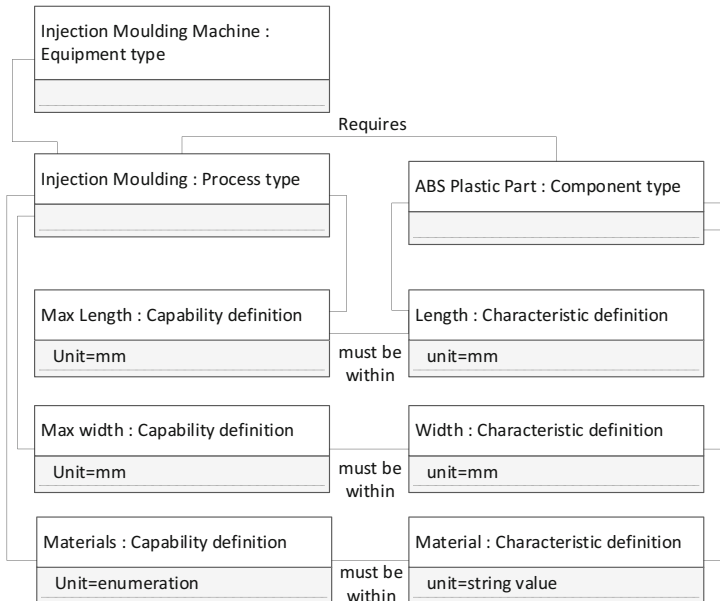 Injection Moulding Machine :
Equipment type
Requires
Injection Moulding : Process type
ABS Plastic Part : Component type
Max Length : Capability definition
Unit=mm
must be
within
Length : Characteristic definition
unit=mm
Max width : Capability definition
Unit=mm
must be
within
Width : Characteristic definition
unit=mm
Materials : Capability definition
Unit=enumeration
must be
within
Material : Characteristic definition
unit=string value